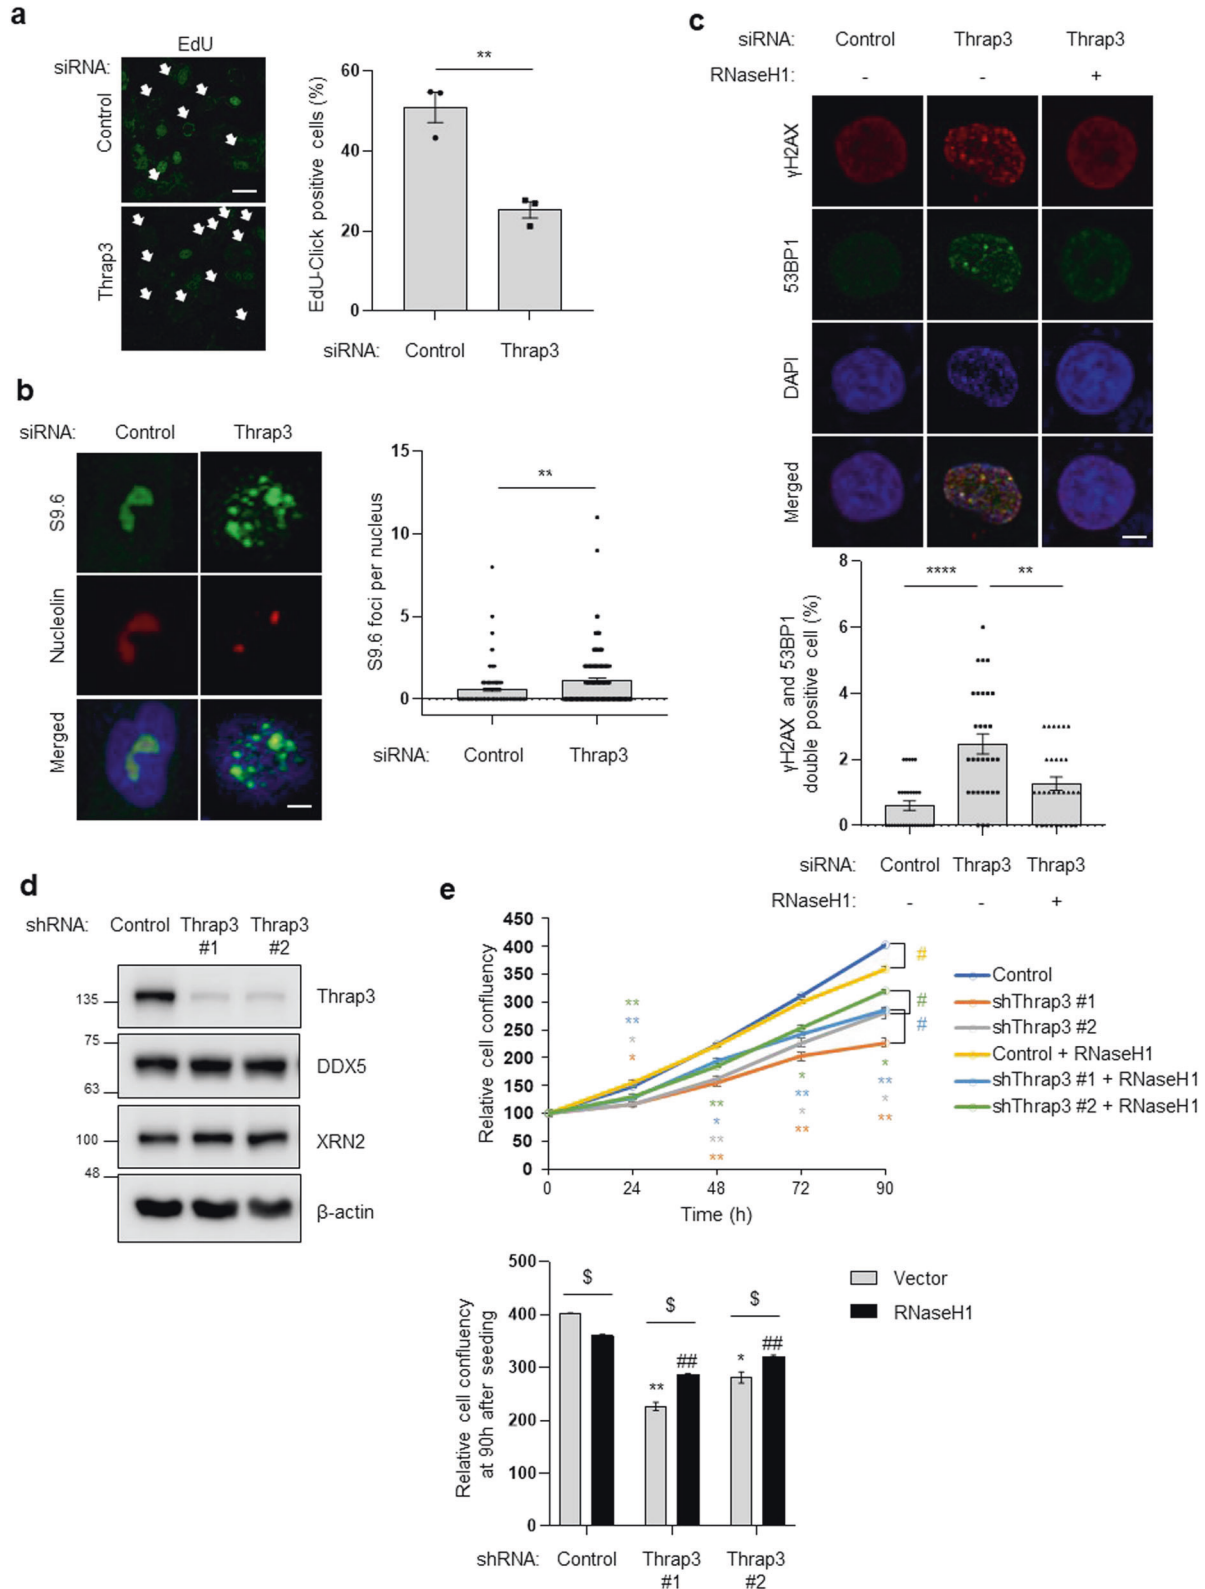 a
EdU
siRNA:
Control
Thrap3
EdU-Click positive cells (%)
60
40
20
0
**
siRNA: Control Thrap3
b
siRNA: Control Thrap3
S9.6
Nucleolin
Merged
S9.6 foci per nucleus
15
10
5
0
**
siRNA: Control Thrap3
c
siRNA: Control Thrap3 Thrap3
RNaseH1: - - +
γH2AX
53BP1
DAPI
Merged
γH2AX and 53BP1
double positive cell (%)
8
6
4
2
0
**** **
siRNA: Control Thrap3 Thrap3
RNaseH1: - - +
d
shRNA: Control Thrap3 Thrap3
#1 #2
135 Thrap3
75
DDX5
63
100 XRN2
48
β-actin
e
Relative cell confluency
450
400
350
300
250
200
150
100
50
0
**
**
*
*
**
*
**
**
*
**
*
**
*
**
*
**
#
#
#
0 24 48 72 90
Time (h)
Control
shThrap3 #1
shThrap3 #2
Control + RNaseH1
shThrap3 #1 + RNaseH1
shThrap3 #2 + RNaseH1
Relative cell confluency
at 90h after seeding
500
400
300
200
100
0
$ $ $
** ## * ##
Vector
RNaseH1
shRNA: Control Thrap3 Thrap3
#1 #2